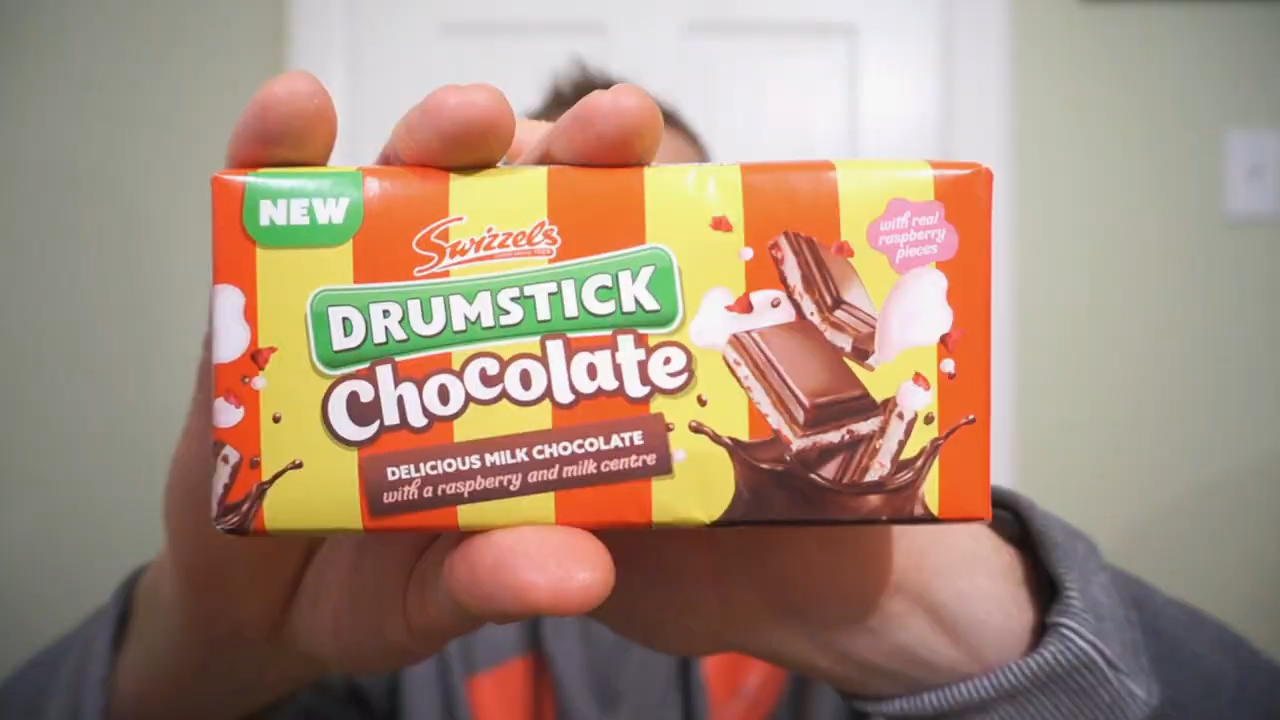 NEW
Swizzels
DRUMSTICK
Chocolate
DELICIOUS MILK CHOCOLATE
with a raspberry and milk centre
with real
raspberry
pieces